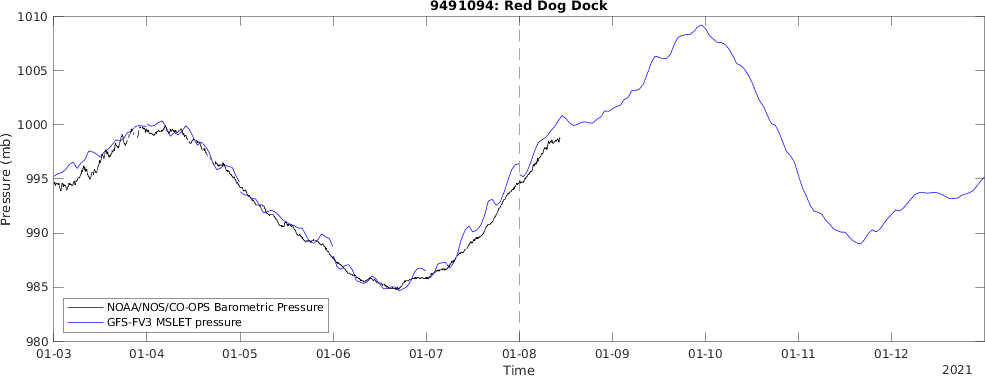 9491094: Red Dog Dock
Pressure (mb)
1010
1005
1000
995
990
985
980
NOAA/NOS/CO-OPS Barometric Pressure
GFS-FV3 MSLET pressure
01-03 01-04 01-05 01-06 01-07 01-08 01-09 01-10 01-11 01-12
Time
2021